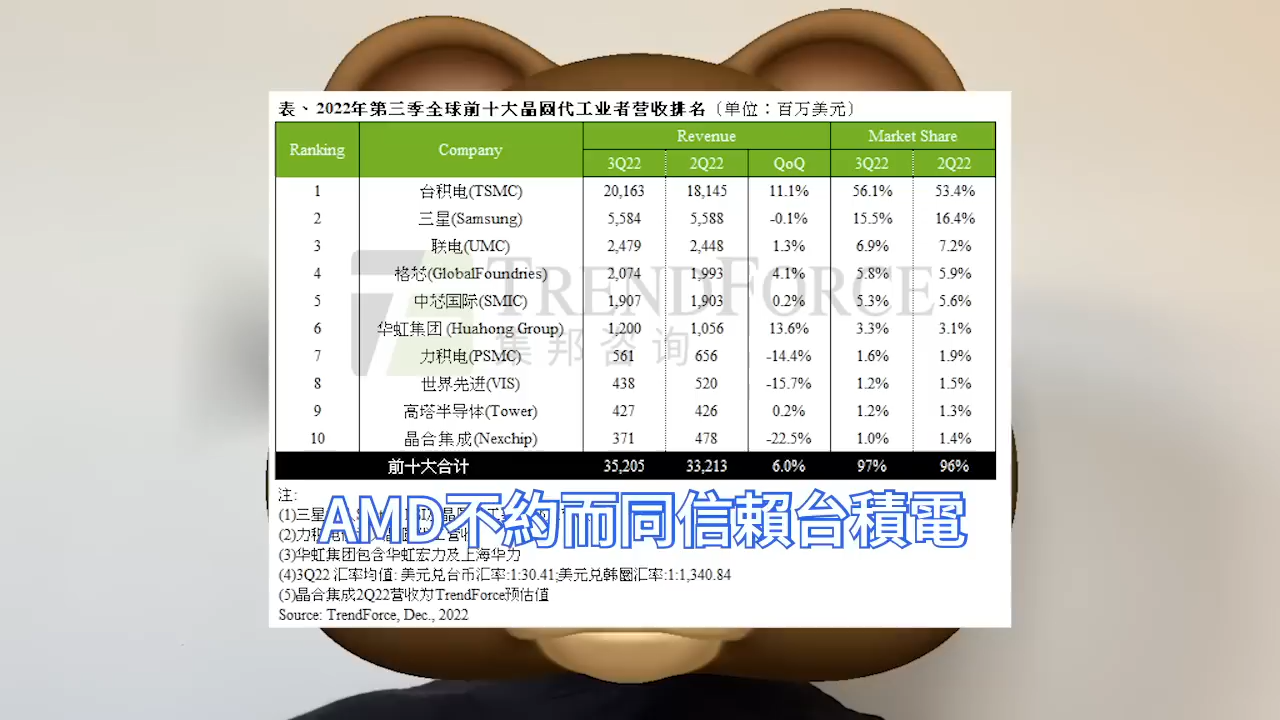 表、2022年第三季全球前十大晶圆代工业者营收排名（单位：百万美元）
Ranking Company Revenue Market Share
3Q22 2Q22 QoQ 3Q22 2Q22
1 台积电(TSMC) 20,163 18,145 11.1% 56.1% 53.4%
2 三星(Samsung) 5,584 5,588 -0.1% 15.5% 16.4%
3 联电(UMC) 2,479 2,448 1.3% 6.9% 7.2%
4 格芯(GlobalFoundries) 2,074 1,993 4.1% 5.8% 5.9%
5 中芯国际(SMIC) 1,907 1,903 0.2% 5.3% 5.6%
6 华虹集团 (Huahong Group) 1,200 1,056 13.6% 3.3% 3.1%
7 力积电(PSMC) 561 656 -14.4% 1.6% 1.9%
8 世界先进(VIS) 438 520 -15.7% 1.2% 1.5%
9 高塔半导体(Tower) 427 426 0.2% 1.2% 1.3%
10 晶合集成(Nexchip) 371 478 -22.5% 1.0% 1.4%
前十大合计 35,205 33,213 6.0% 97% 96%
TRENDFORCE
集邦咨询
注:
(1)三星
(2)力积电
AMD不約而同信賴台積電
(3)华虹集团包含华虹宏力及上海华力
(4)3Q22 汇率均值: 美元兑台币汇率:1:30.41;美元兑韩圜汇率:1:1,340.84
(5)晶合集成2Q22营收为TrendForce预估值
Source: TrendForce, Dec., 2022